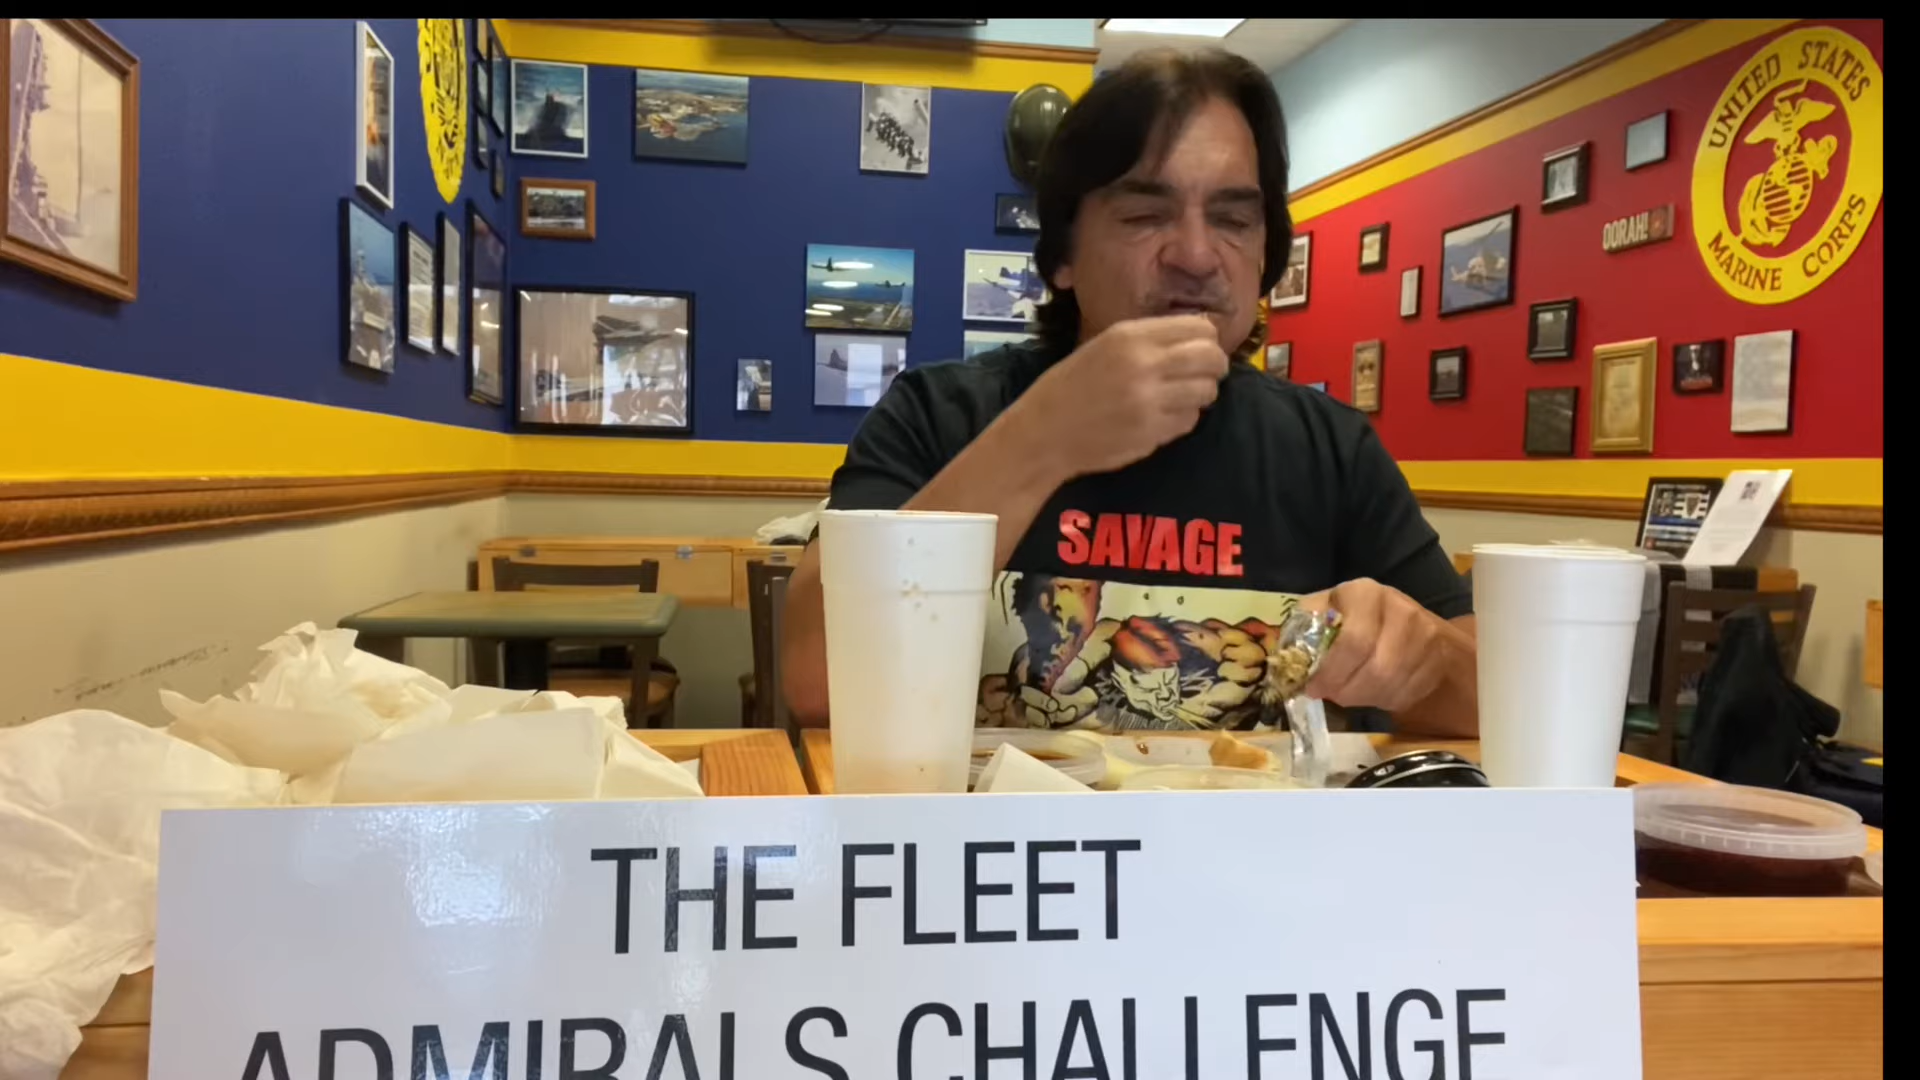 UNITED STATES
MARINE CORPS
OORAH!
SAVAGE
THE FLEET
ADMIRALS CHALLENGE